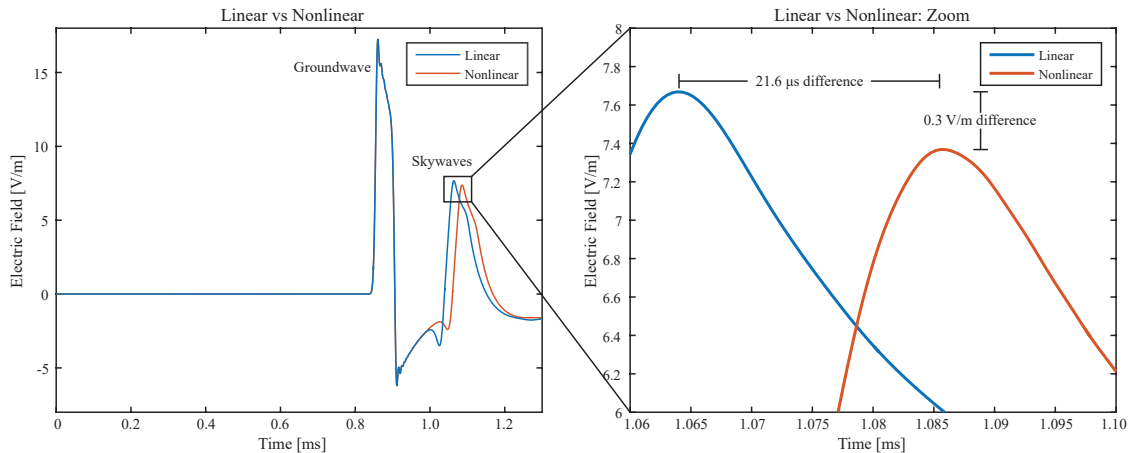 Linear vs Nonlinear
Electric Field [V/m]
15
10
5
0
-5
0
0.2
0.4
0.6
0.8
1.0
1.2
Time [ms]
Groundwave
Skywaves
Linear
Nonlinear
Linear vs Nonlinear: Zoom
Electric Field [V/m]
8
7.8
7.6
7.4
7.2
7
6.8
6.6
6.4
6.2
6
1.06
1.065
1.07
1.075
1.08
1.085
1.09
1.095
1.10
Time [ms]
21.6 μs difference
0.3 V/m difference
Linear
Nonlinear